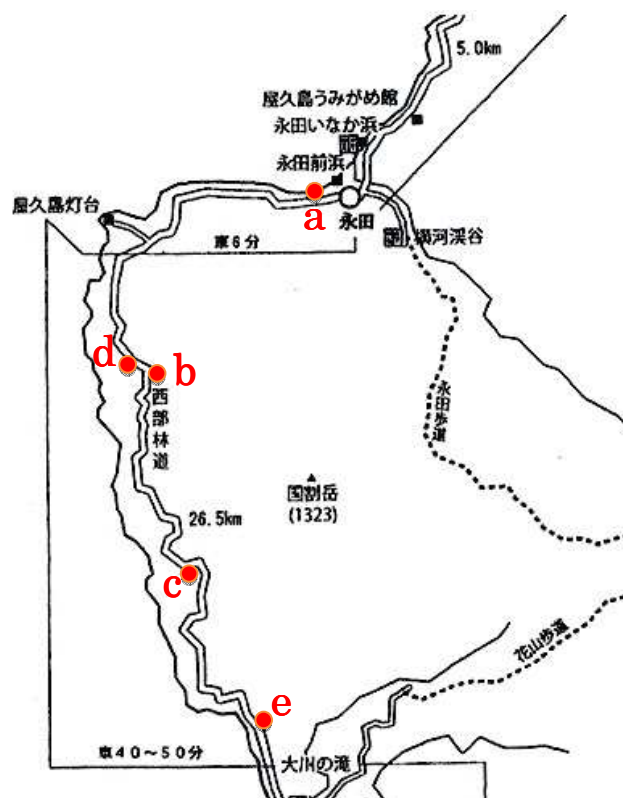 5.0km
屋久島うみがめ館
永田いなか浜
永田前浜
屋久島灯台
a
永田
横河渓谷
車6分
d
b
西部林道
永田歩道
国割岳
(1323)
26.5km
c
花山歩道
e
車40～50分
大川の滝